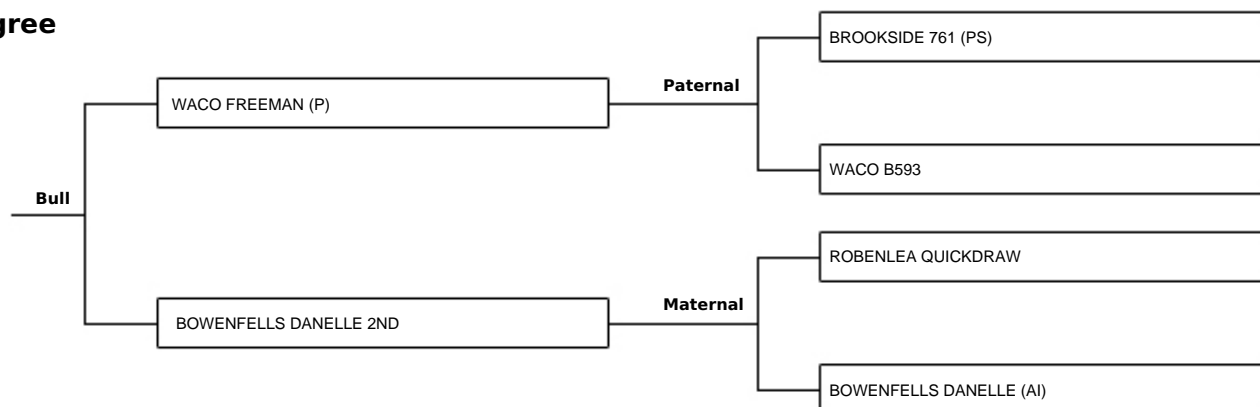 gree
BROOKSIDE 761 (PS)
Paternal
WACO FREEMAN (P)
WACO B593
Bull
ROBENLEA QUICKDRAW
Maternal
BOWENFELLS DANELLE 2ND
BOWENFELLS DANELLE (AI)